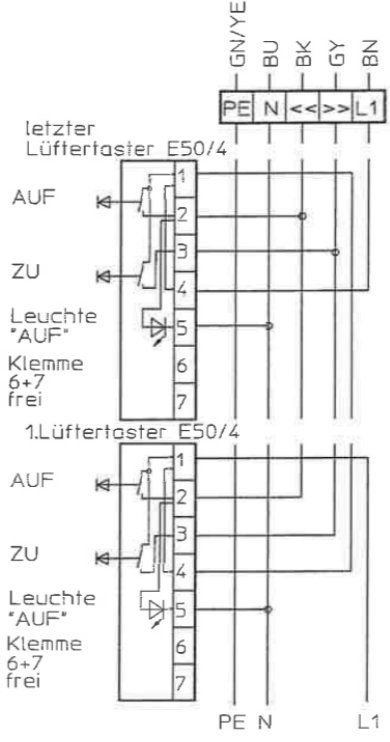 GN/YE BU BK GY BN
PE N << >> L1
letzter
Lüftertaster E50/4
1
AUF
2
3
ZU
4
Leuchte
"AUF"
5
Klemme
6+7
frei
6
7
1.Lüftertaster E50/4
1
AUF
2
3
ZU
4
Leuchte
"AUF"
5
Klemme
6+7
frei
6
7
PE N L1